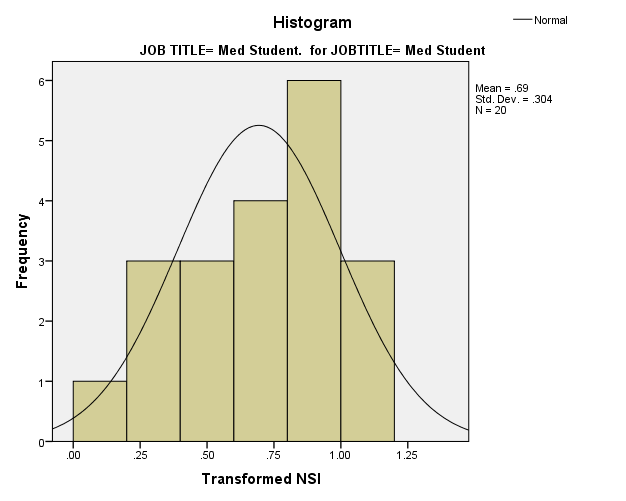 Histogram
Normal
JOB TITLE= Med Student.  for JOBTITLE= Med Student
Mean = .69
Std. Dev. = .304
N = 20
Frequency
6
5
4
3
2
1
0
.00 .25 .50 .75 1.00 1.25
Transformed NSI